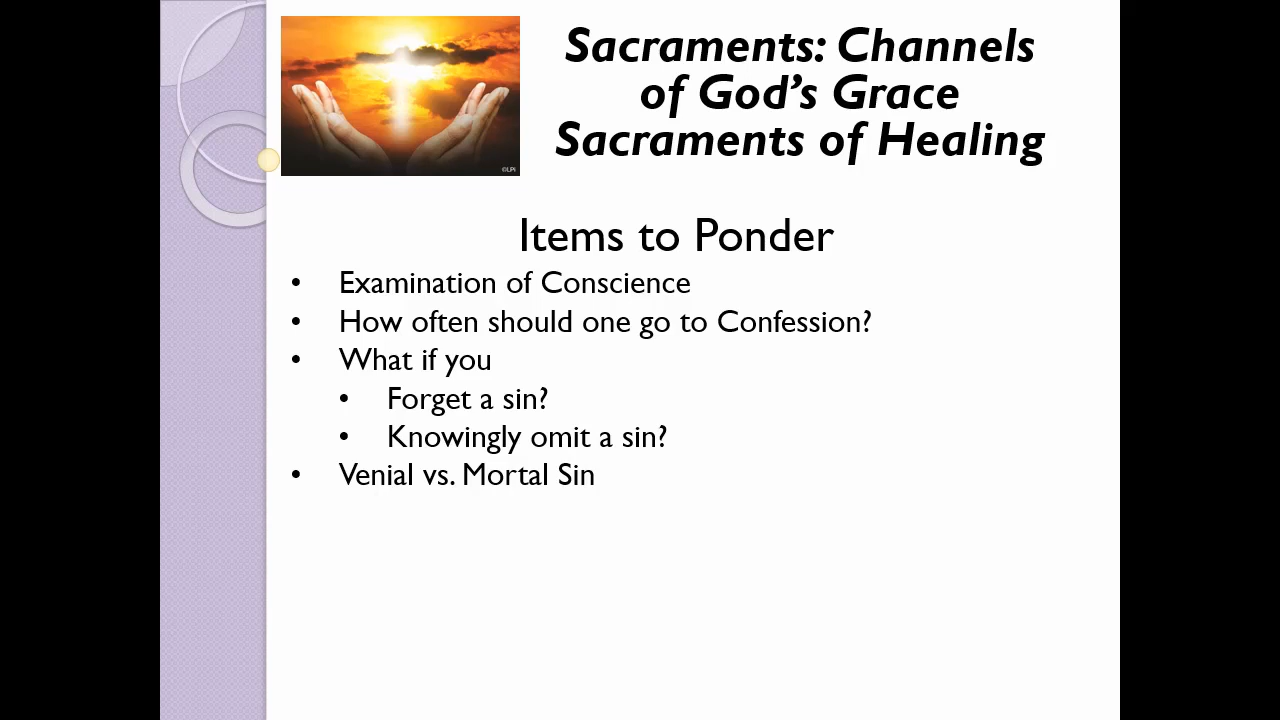 Sacraments: Channels
of God’s Grace
Sacraments of Healing
©LPi
Items to Ponder
• Examination of Conscience
• How often should one go to Confession?
• What if you
• Forget a sin?
• Knowingly omit a sin?
• Venial vs. Mortal Sin